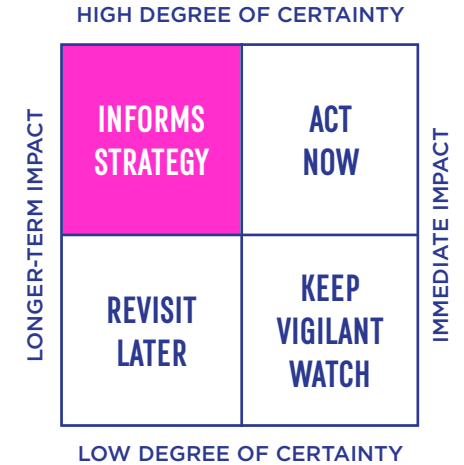 HIGH DEGREE OF CERTAINTY
LONGER-TERM IMPACT
INFORMS
STRATEGY
ACT
NOW
IMMEDIATE IMPACT
REVISIT
LATER
KEEP
VIGILANT
WATCH
LOW DEGREE OF CERTAINTY